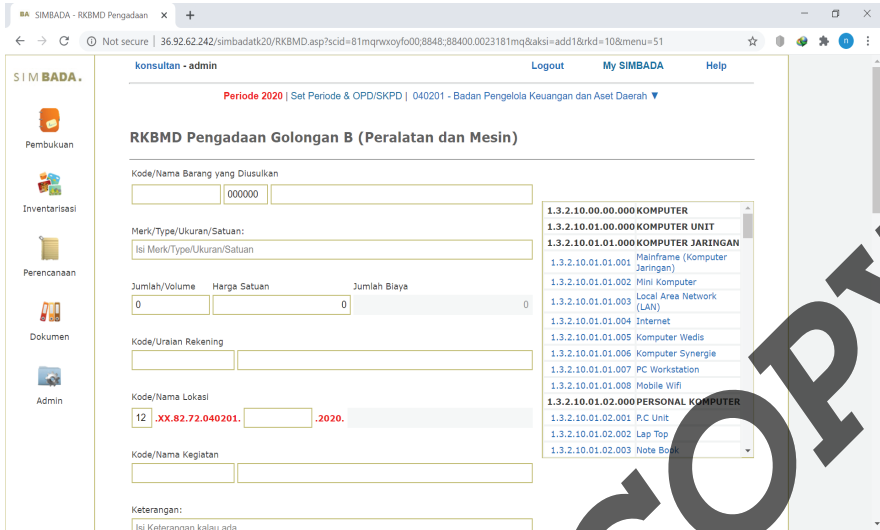 BA SIMBADA - RKBMD Pengadaan
Not secure | 36.92.62.242/simbadatk20/RKBMD.asp?scid=81mqrwxoyfo00;8848;;88400.0023181mq&aksi=add1&rkd=10&menu=51
n
SIMBADA.
konsultan - admin Logout My SIMBADA Help
Periode 2020 | Set Periode & OPD/SKPD | 040201 - Badan Pengelola Keuangan dan Aset Daerah ▼
Pembukuan
Inventarisasi
Perencanaan
Dokumen
Admin
RKBMD Pengadaan Golongan B (Peralatan dan Mesin)
Kode/Nama Barang yang Diusulkan
000000
Merk/Type/Ukuran/Satuan:
Isi Merk/Type/Ukuran/Satuan
Jumlah/Volume Harga Satuan Jumlah Biaya
0 0 0
Kode/Uraian Rekening
Kode/Nama Lokasi
12 .XX.82.72.040201. .2020.
Kode/Nama Kegiatan
Keterangan:
Isi Keterangan kalau ada
1.3.2.10.00.00.000 KOMPUTER
1.3.2.10.01.00.000 KOMPUTER UNIT
1.3.2.10.01.01.000 KOMPUTER JARINGAN
1.3.2.10.01.01.001 Mainframe (Komputer
Jaringan)
1.3.2.10.01.01.002 Mini Komputer
1.3.2.10.01.01.003 Local Area Network
(LAN)
1.3.2.10.01.01.004 Internet
1.3.2.10.01.01.005 Komputer Wedis
1.3.2.10.01.01.006 Komputer Synergie
1.3.2.10.01.01.007 PC Workstation
1.3.2.10.01.01.008 Mobile Wifi
1.3.2.10.01.02.000 PERSONAL KOMPUTER
1.3.2.10.01.02.001 P.C Unit
1.3.2.10.01.02.002 Lap Top
1.3.2.10.01.02.003 Note Book
COPY